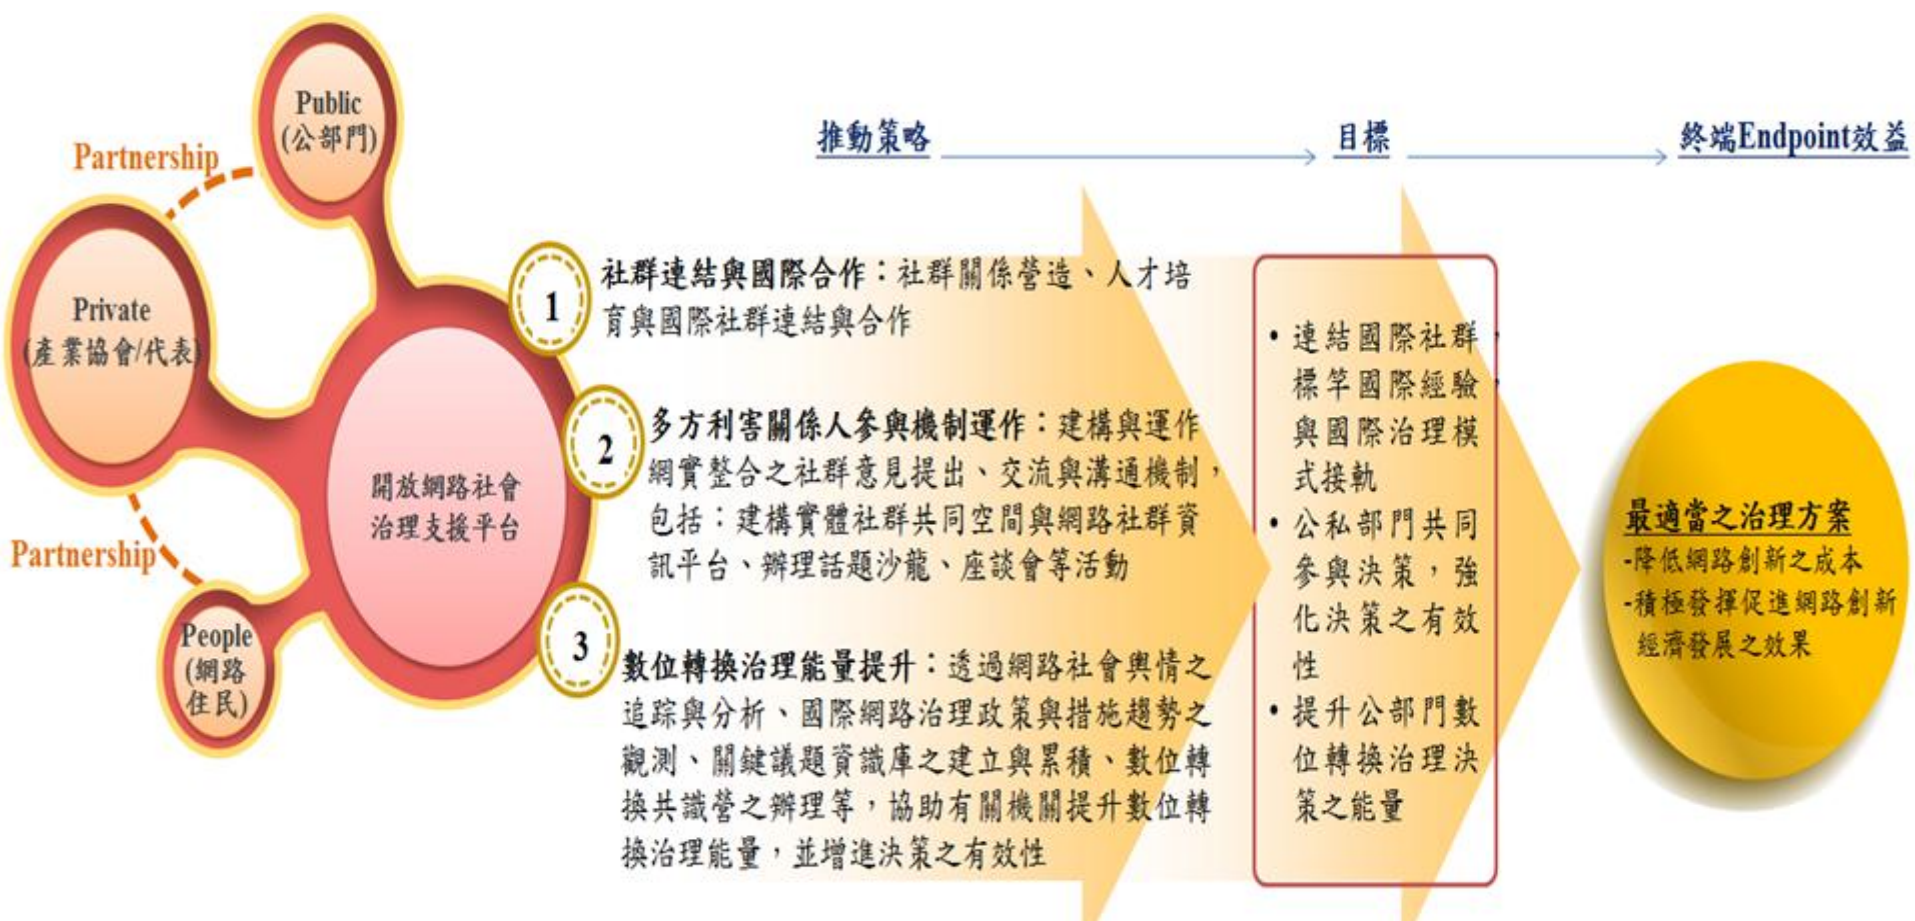 Public
(公部門)
Partnership
Private
(產業協會/代表)
Partnership
People
(網路
住民)
開放網路社會
治理支援平台
推動策略
目標
終端Endpoint效益
1
社群連結與國際合作：社群關係營造、人才培
育與國際社群連結與合作
2
多方利害關係人參與機制運作：建構與運作
網實整合之社群意見提出、交流與溝通機制，
包括：建構實體社群共同空間與網路社群資
訊平台、辦理話題沙龍、座談會等活動
3
數位轉換治理能量提升：透過網路社會輿情之
追踪與分析、國際網路治理政策與措施趨勢之
觀測、關鍵議題資識庫之建立與累積、數位轉
換共識營之辦理等，協助有關機關提升數位轉
換治理能量，並增進決策之有效性
• 連結國際社群，
標竿國際經驗，
與國際治理模
式接軌
• 公私部門共同
參與決策，強
化決策之有效
性
• 提升公部門數
位轉換治理決
策之能量
最適當之治理方案
-降低網路創新之成本
-積極發揮促進網路創新
經濟發展之效果